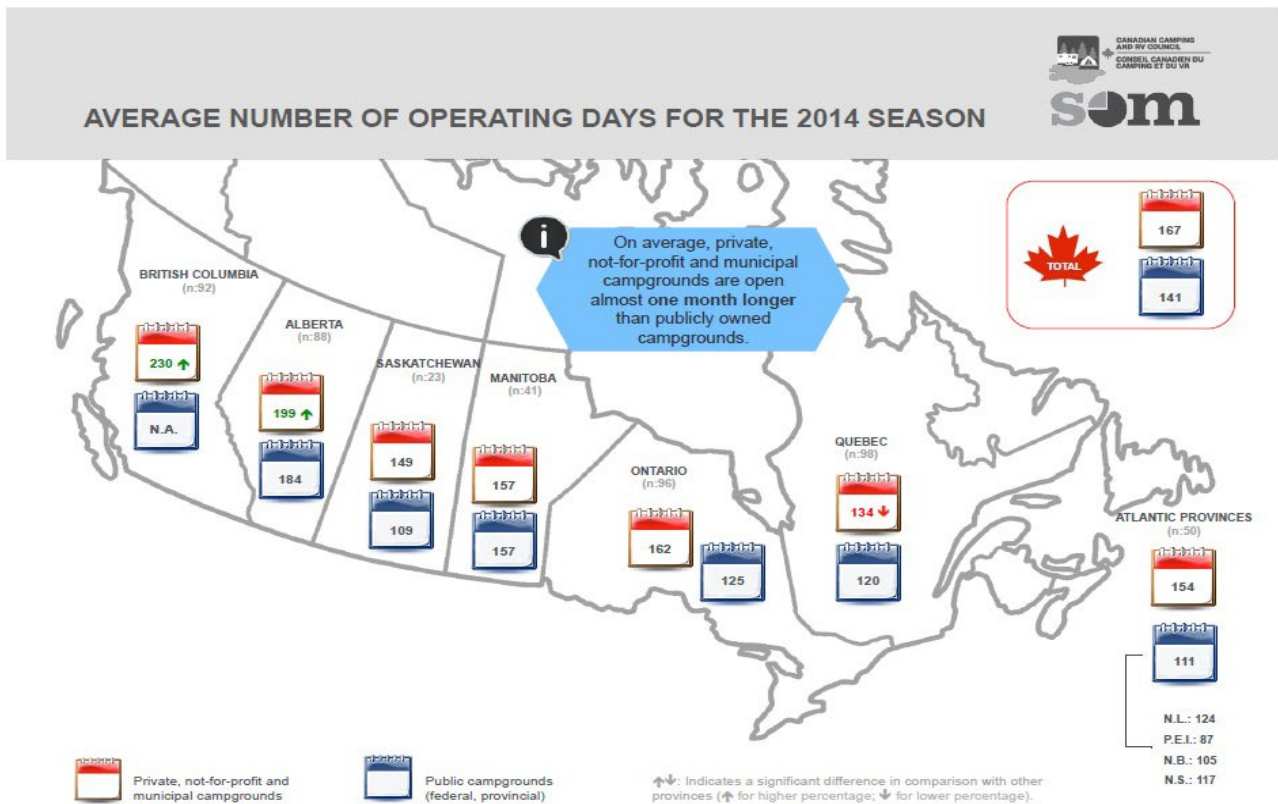 CANADIAN CAMPING
AND RV COUNCIL
CONSEIL CANADIEN DU
CAMPING ET DU VR
som
AVERAGE NUMBER OF OPERATING DAYS FOR THE 2014 SEASON
i
On average, private,
not-for-profit and municipal
campgrounds are open
almost one month longer
than publicly owned
campgrounds.
TOTAL
167
141
BRITISH COLUMBIA
(n:92)
230 ↑
N.A.
ALBERTA
(n:88)
199 ↑
184
SASKATCHEWAN
(n:23)
149
109
MANITOBA
(n:41)
157
157
ONTARIO
(n:96)
162
125
QUEBEC
(n:98)
134 ↓
120
ATLANTIC PROVINCES
(n:50)
154
111
N.L.: 124
P.E.I.: 87
N.B.: 105
N.S.: 117
Private, not-for-profit and
municipal campgrounds
Public campgrounds
(federal, provincial)
↑↓: Indicates a significant difference in comparison with other
provinces (↑ for higher percentage; ↓ for lower percentage).